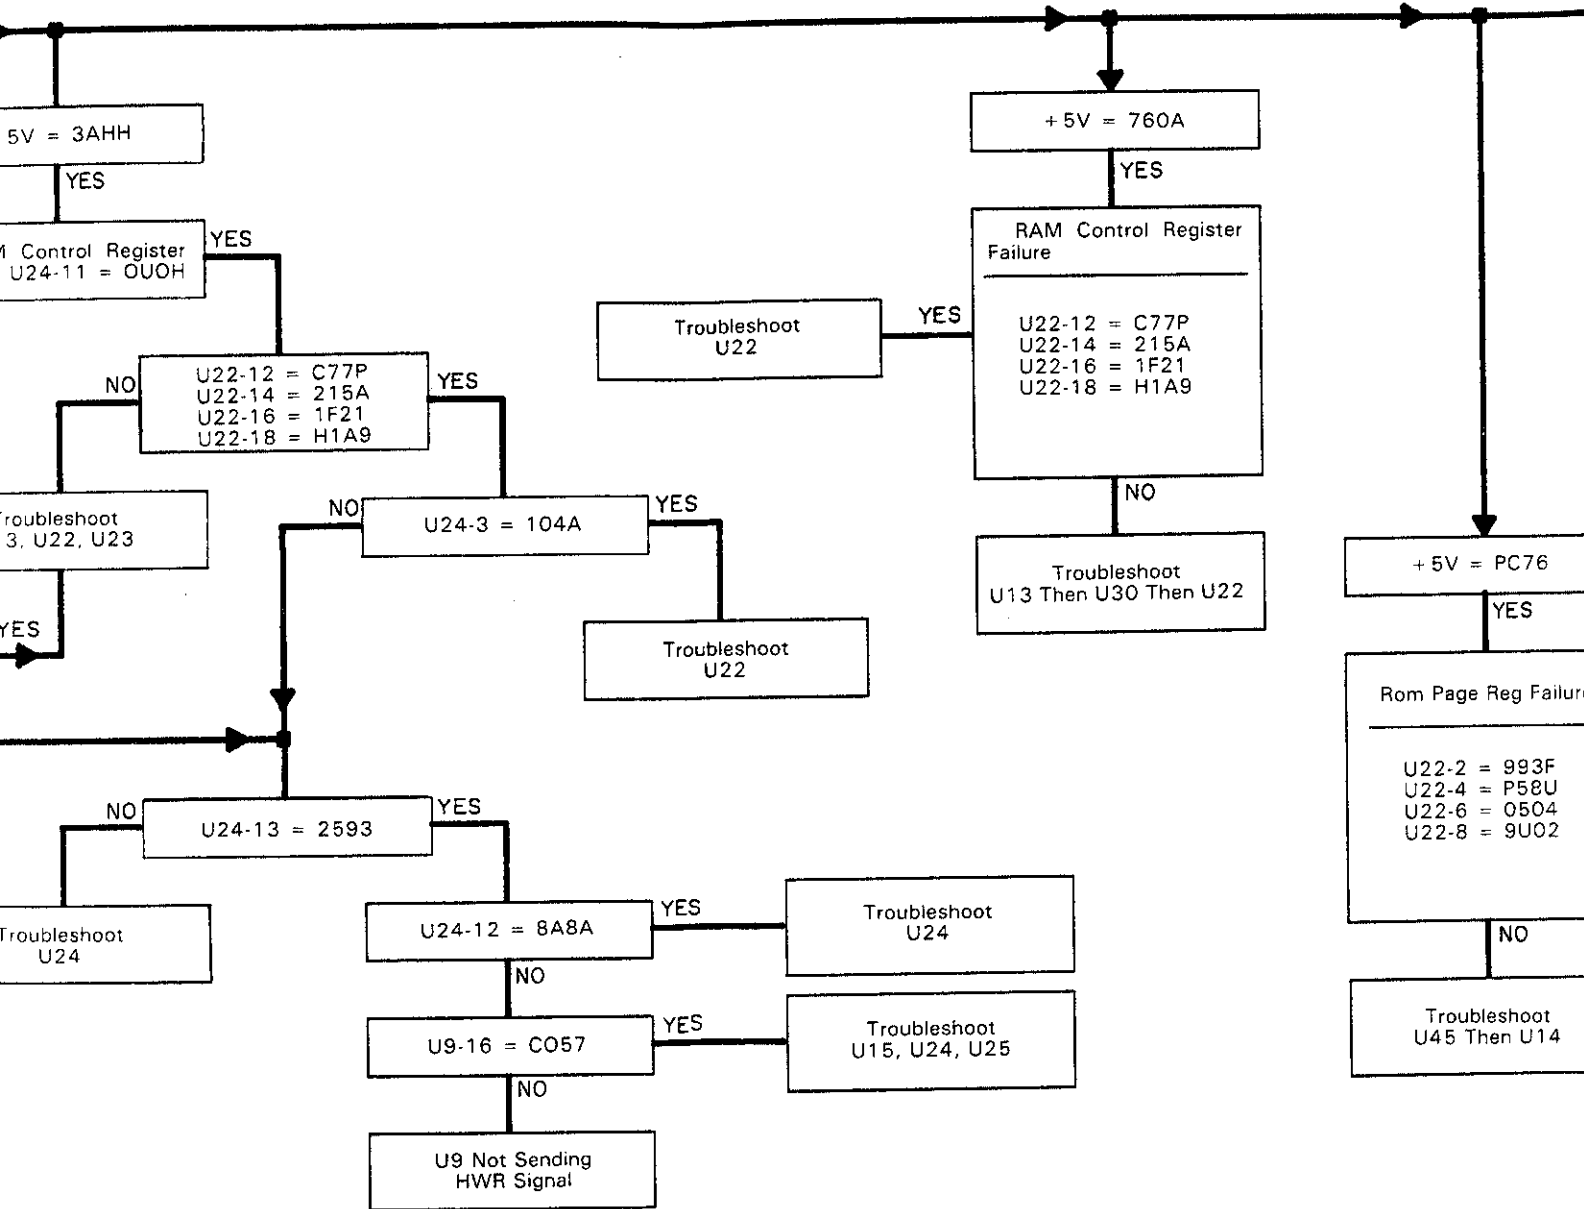 5V = 3AHH
YES
Control Register
U24-11 = 0U0H
YES
NO
U22-12 = C77P
U22-14 = 215A
U22-16 = 1F21
U22-18 = H1A9
YES
Troubleshoot
3, U22, U23
YES
NO
U24-3 = 104A
YES
Troubleshoot
U22
NO
U24-13 = 2593
YES
Troubleshoot
U24
U24-12 = 8A8A
YES
Troubleshoot
U24
NO
U9-16 = C057
YES
Troubleshoot
U15, U24, U25
NO
U9 Not Sending
HWR Signal
+5V = 760A
YES
RAM Control Register
Failure
U22-12 = C77P
U22-14 = 215A
U22-16 = 1F21
U22-18 = H1A9
YES
Troubleshoot
U22
NO
Troubleshoot
U13 Then U30 Then U22
+5V = PC76
YES
Rom Page Reg Failure
U22-2 = 993F
U22-4 = P58U
U22-6 = 0504
U22-8 = 9U02
NO
Troubleshoot
U45 Then U14